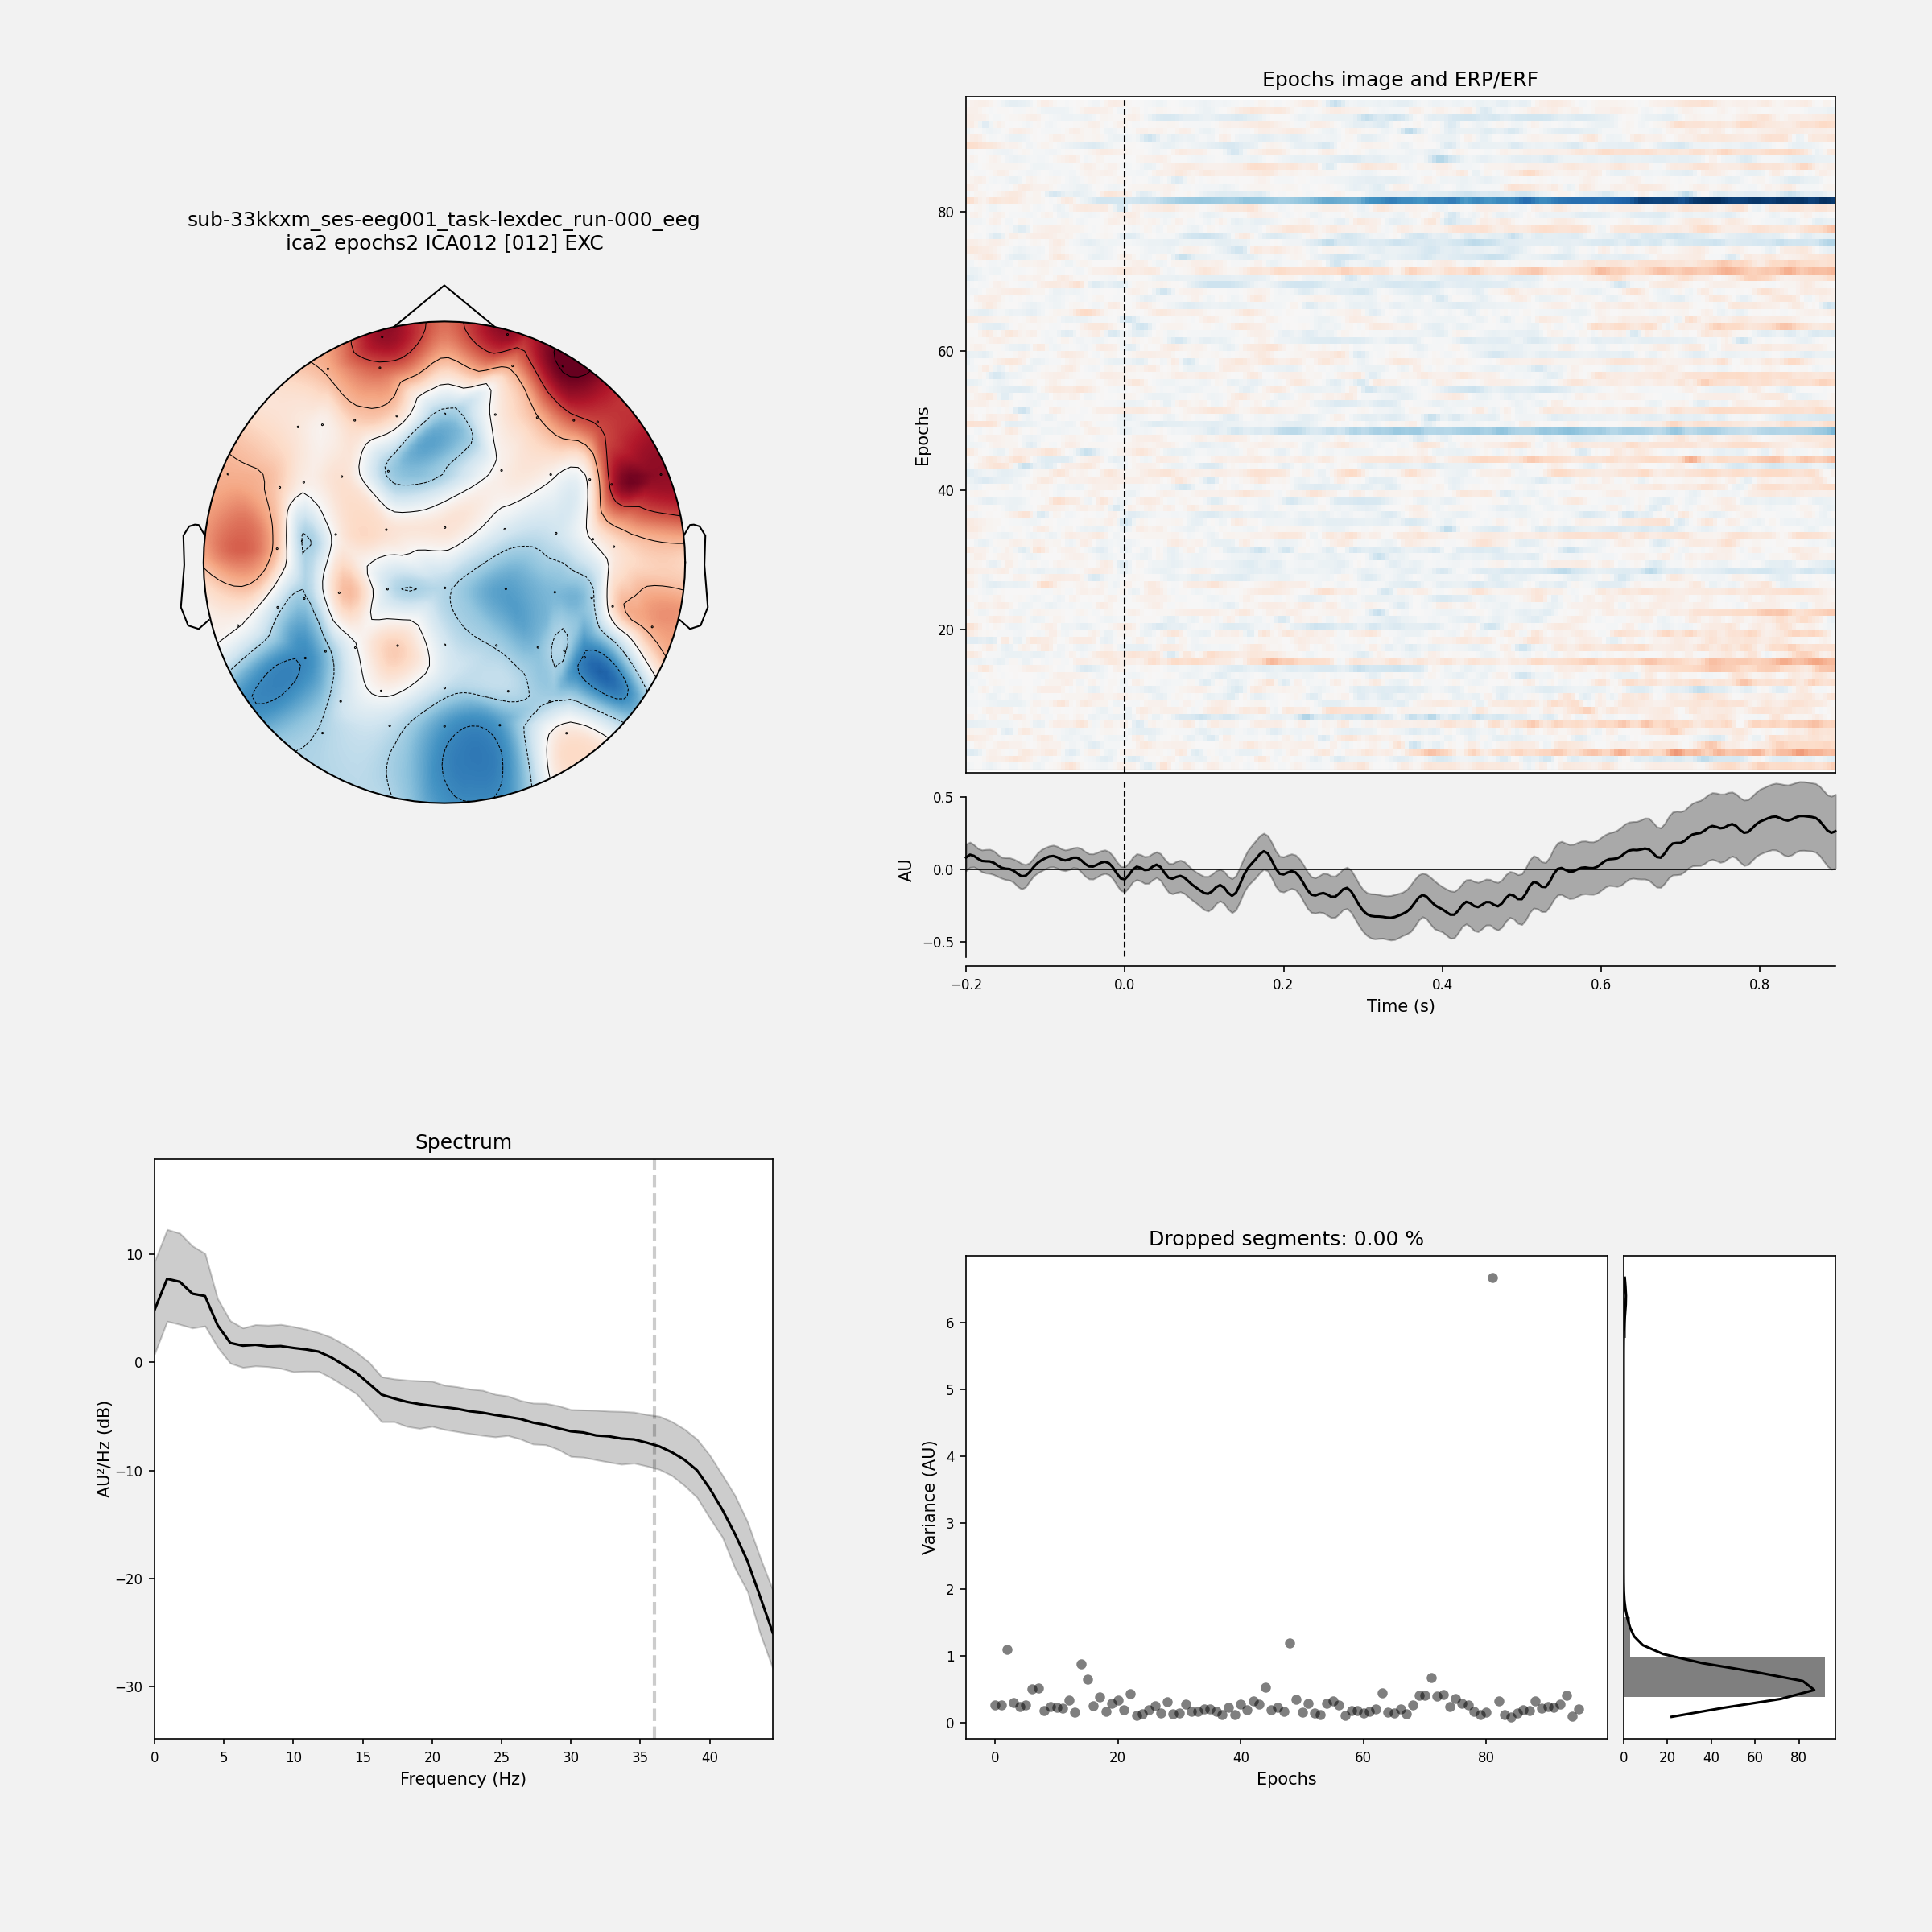 sub-33kkxm_ses-eeg001_task-lexdec_run-000_eeg
ica2 epochs2 ICA012 [012] EXC
Epochs image and ERP/ERF
Epochs
80
60
40
20
AU
0.5
0.0
−0.5
−0.2 0.0 0.2 0.4 0.6 0.8
Time (s)
Spectrum
AU²/Hz (dB)
10
0
−10
−20
−30
0 5 10 15 20 25 30 35 40
Frequency (Hz)
Dropped segments: 0.00 %
Variance (AU)
6
5
4
3
2
1
0
0 20 40 60 80
Epochs
0 20 40 60 80